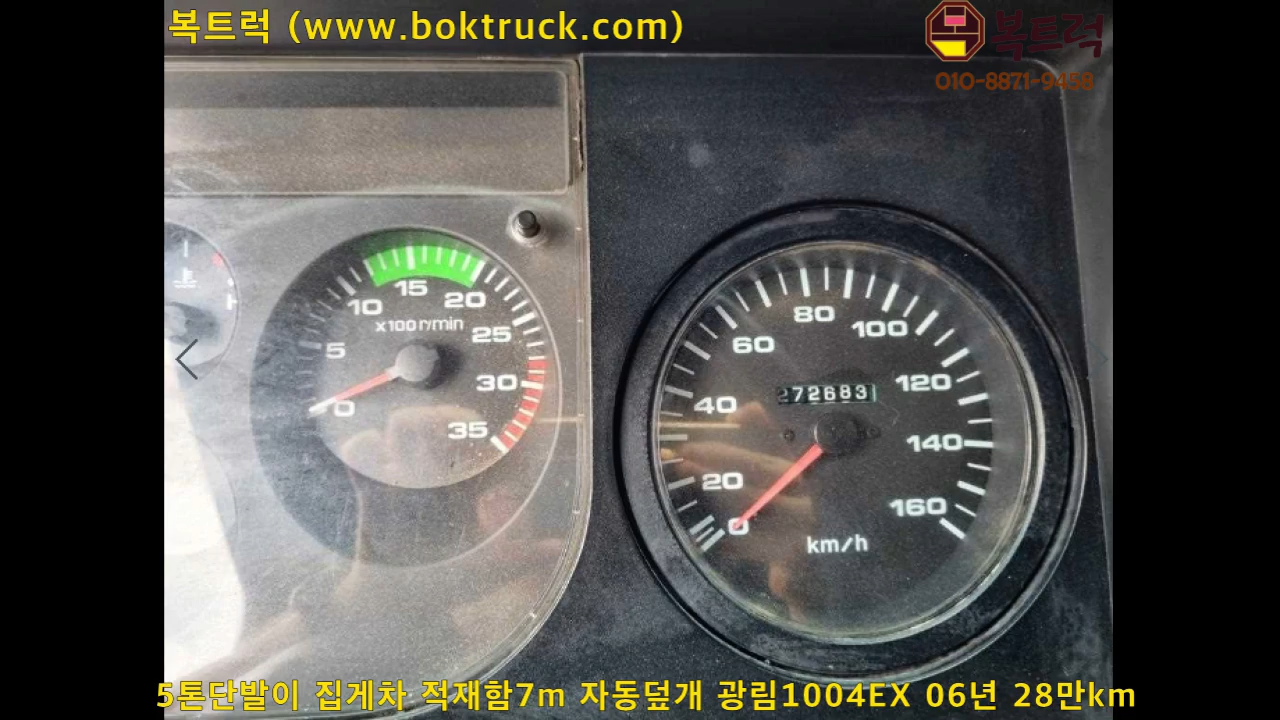 복트럭 (www.boktruck.com)
복트럭
010-8871-9458
10 15 20
x100 r/min
5 25
30
0
35
80
60 100
272683 120
40
140
20
160
0
km/h
5톤단발이 집게차 적재함7m 자동덮개 광림1004EX 06년 28만km